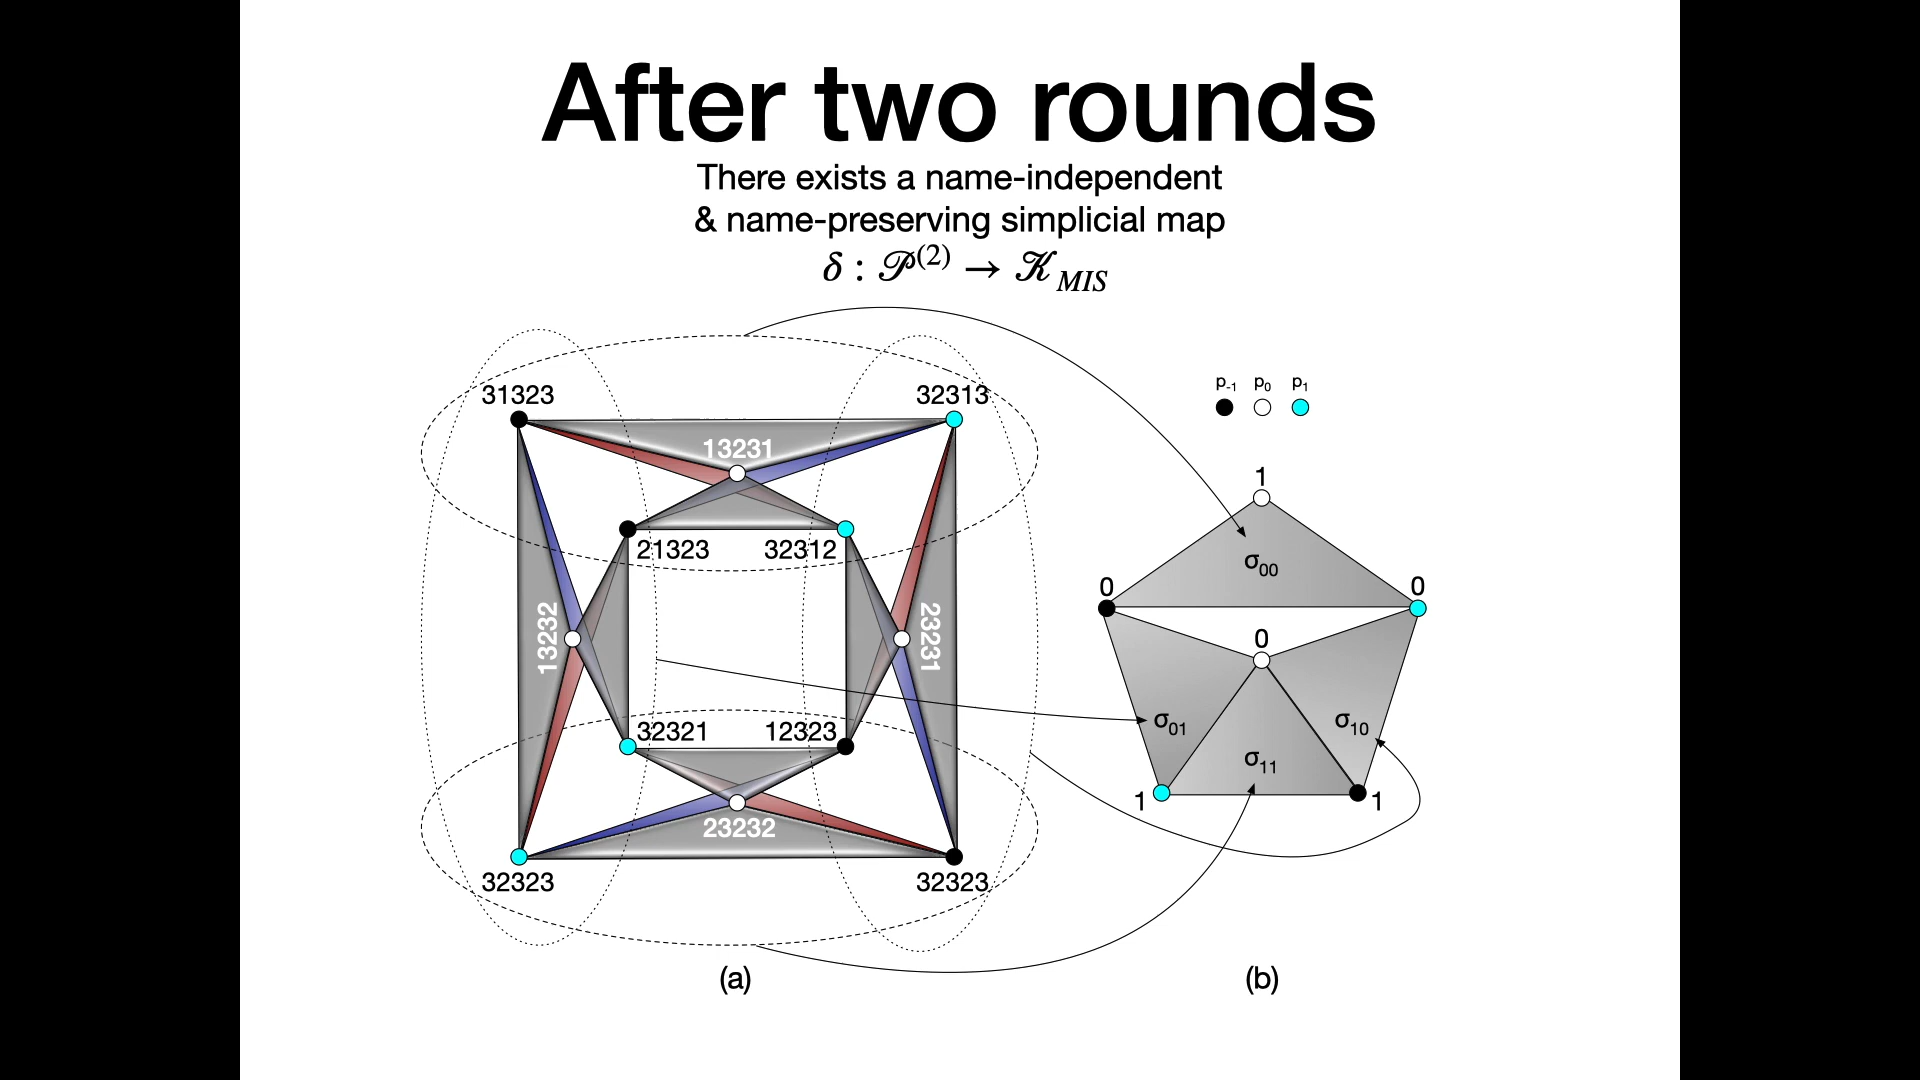 After two rounds
There exists a name-independent
& name-preserving simplicial map
δ : 𝒫⁽²⁾ → 𝒦_MIS
p₋₁ p₀ p₁
31323
32313
13231
21323
32312
13232
23231
32321
12323
23232
32323
32323
1
σ₀₀
0
0
0
σ₀₁
σ₁₀
σ₁₁
1
1
(a)
(b)